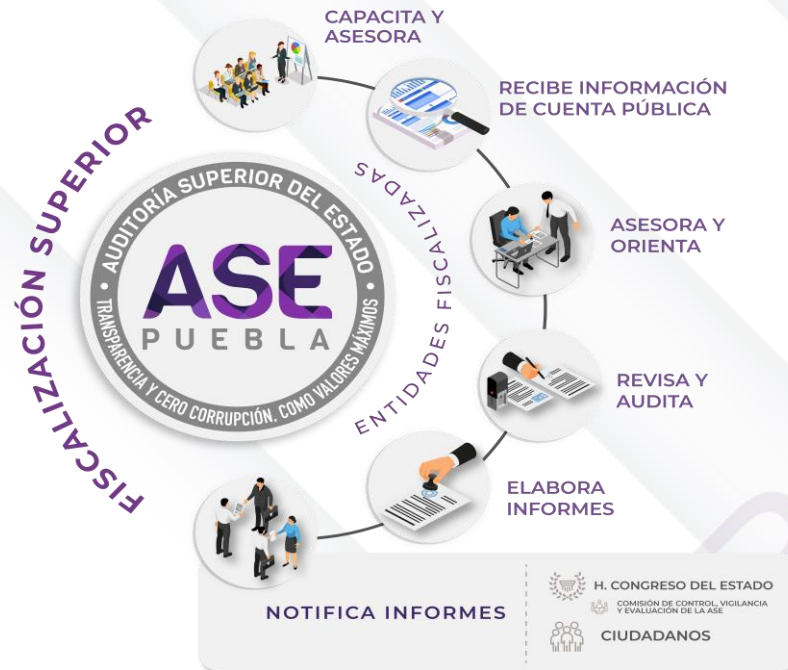 CAPACITA Y
ASESORA
RECIBE INFORMACIÓN
DE CUENTA PÚBLICA
FISCALIZACIÓN SUPERIOR
AUDITORÍA SUPERIOR DEL ESTADO
ASE
PUEBLA
TRANSPARENCIA Y CERO CORRUPCIÓN, COMO VALORES MÁXIMOS
ENTIDADES FISCALIZADAS
ASESORA Y
ORIENTA
REVISA Y
AUDITA
ELABORA
INFORMES
NOTIFICA INFORMES
H. CONGRESO DEL ESTADO
COMISIÓN DE CONTROL, VIGILANCIA
Y EVALUACIÓN DE LA ASE
CIUDADANOS